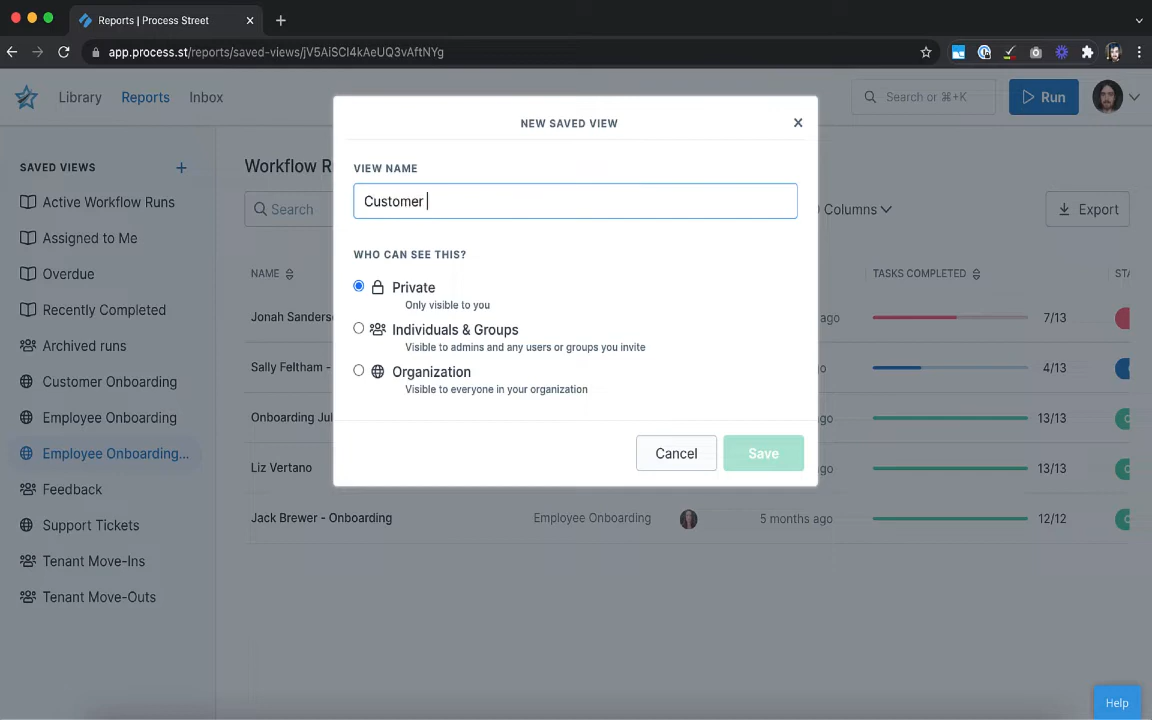 Reports | Process Street
app.process.st/reports/saved-views/jV5AiSCI4kAeUQ3vAftNYg
Library Reports Inbox
Search or ⌘+K
Run
SAVED VIEWS +
Active Workflow Runs
Assigned to Me
Overdue
Recently Completed
Archived runs
Customer Onboarding
Employee Onboarding
Employee Onboarding...
Feedback
Support Tickets
Tenant Move-Ins
Tenant Move-Outs
Workflow R
Search
Columns
Export
NAME TASKS COMPLETED STA
Jonah Sanders ago 7/13
Sally Feltham - ago 4/13
Onboarding Jul ago 13/13
Liz Vertano ago 13/13
Jack Brewer - Onboarding Employee Onboarding 5 months ago 12/12
NEW SAVED VIEW
VIEW NAME
Customer
WHO CAN SEE THIS?
Private
Only visible to you
Individuals & Groups
Visible to admins and any users or groups you invite
Organization
Visible to everyone in your organization
Cancel Save
Help